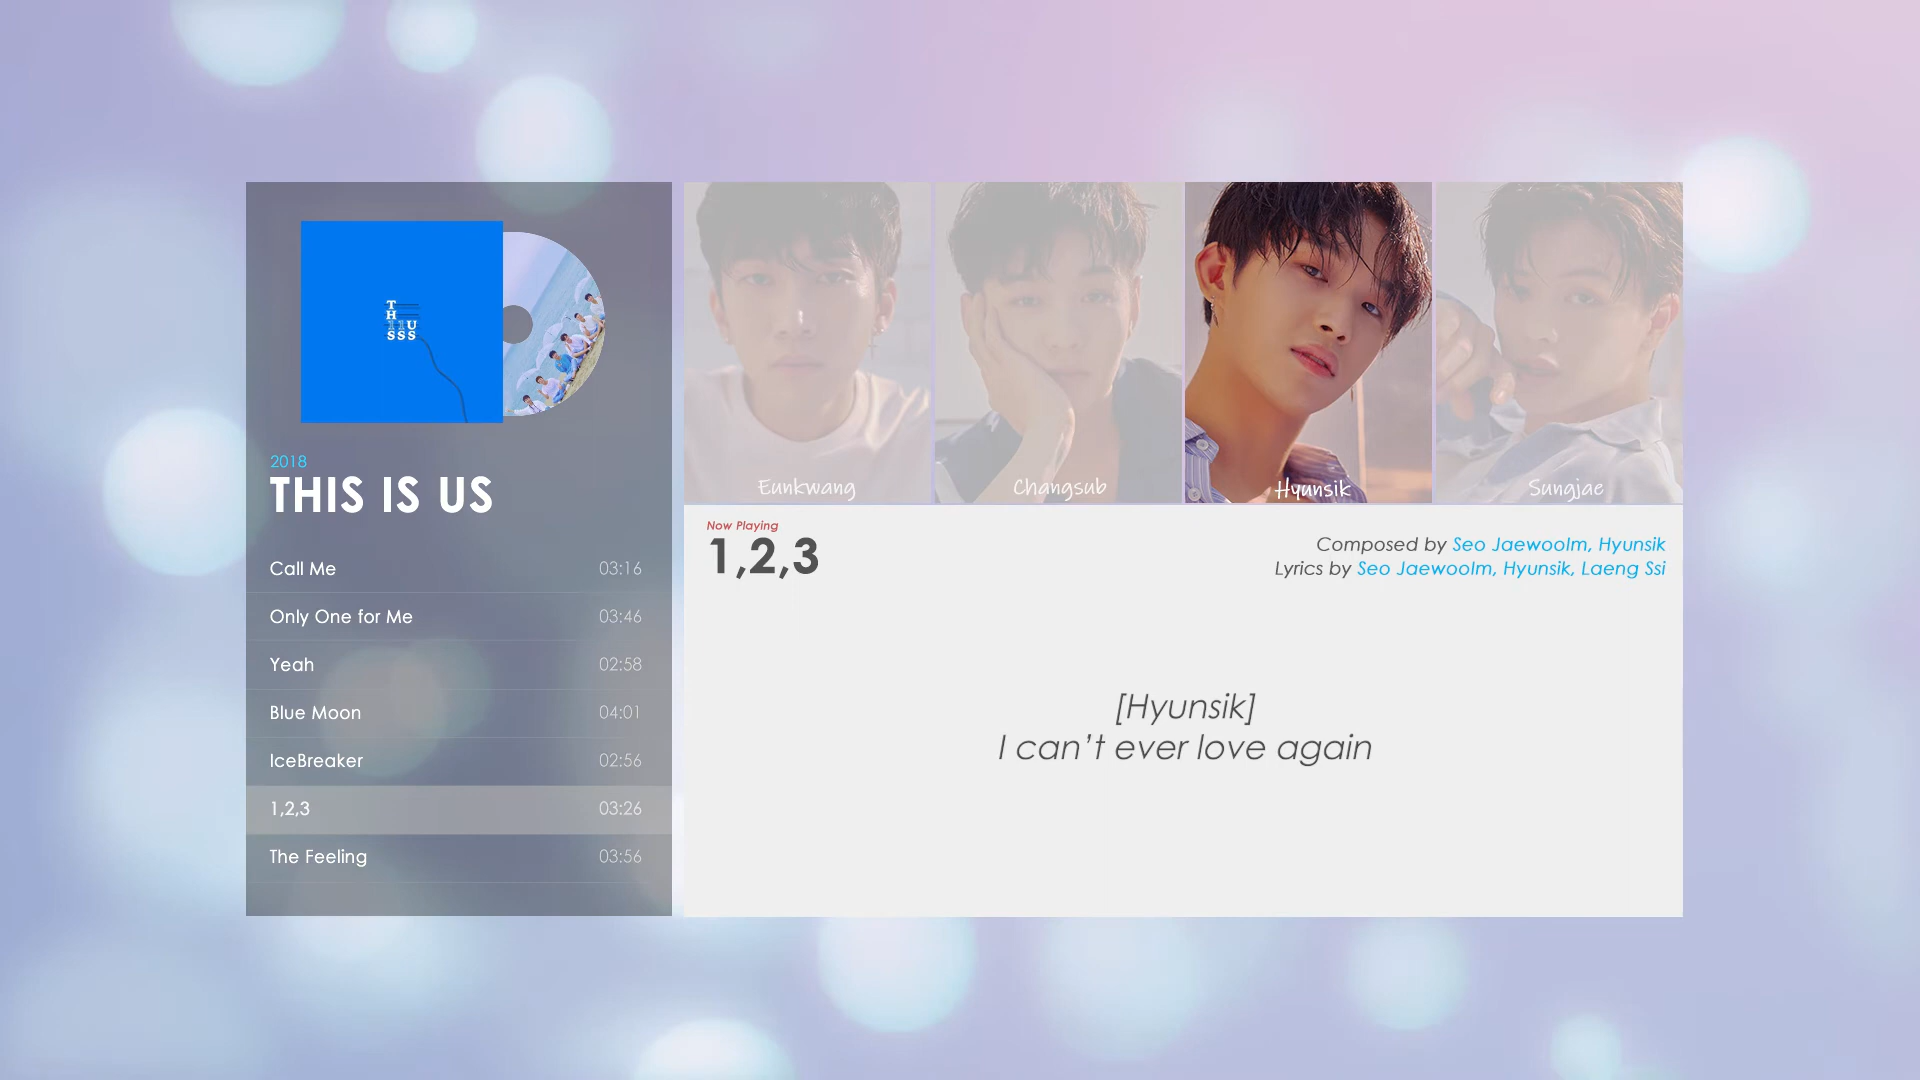 T
H
11U
SSS
2018
THIS IS US
Call Me 03:16
Only One for Me 03:46
Yeah 02:58
Blue Moon 04:01
IceBreaker 02:56
1,2,3 03:26
The Feeling 03:56
Eunkwang
Changsub
Hyunsik
Sungjae
Now Playing
1,2,3
Composed by Seo Jaewoolm, Hyunsik
Lyrics by Seo Jaewoolm, Hyunsik, Laeng Ssi
[Hyunsik]
I can’t ever love again